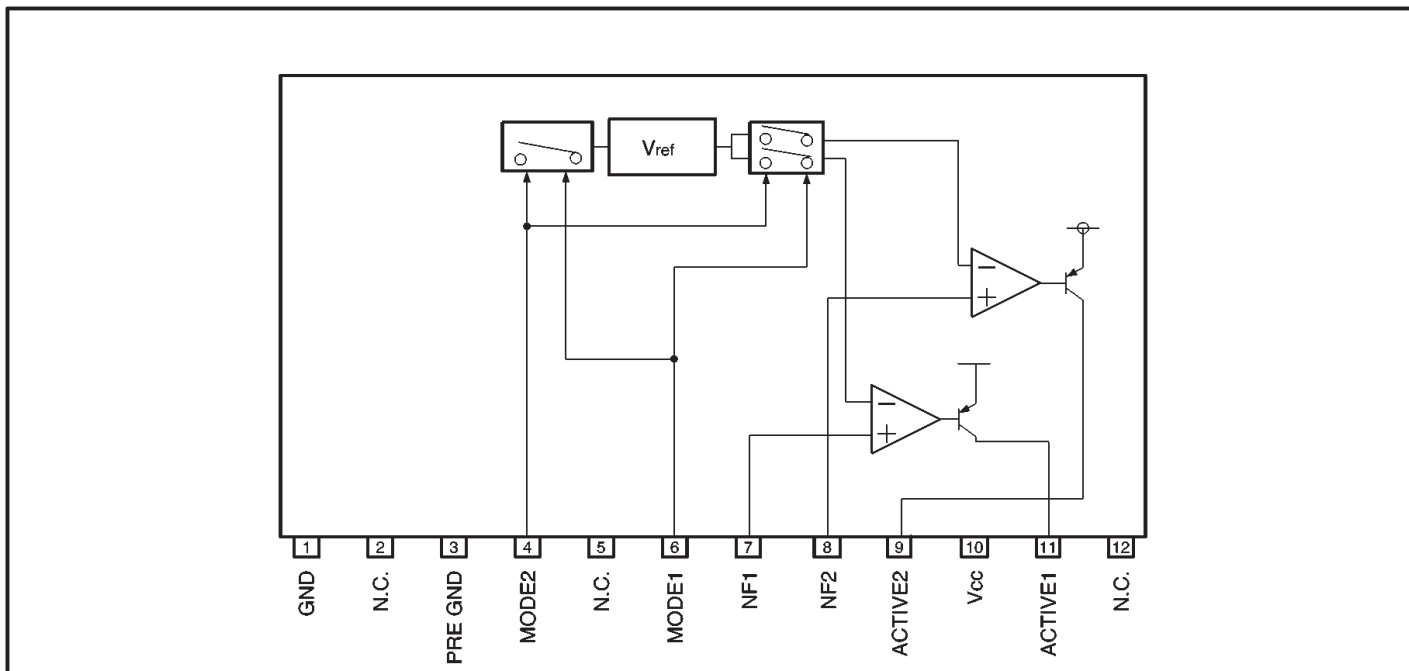 Vref
−
+
−
+
1 2 3 4 5 6 7 8 9 10 11 12
GND
N.C.
PRE GND
MODE2
N.C.
MODE1
NF1
NF2
ACTIVE2
Vcc
ACTIVE1
N.C.